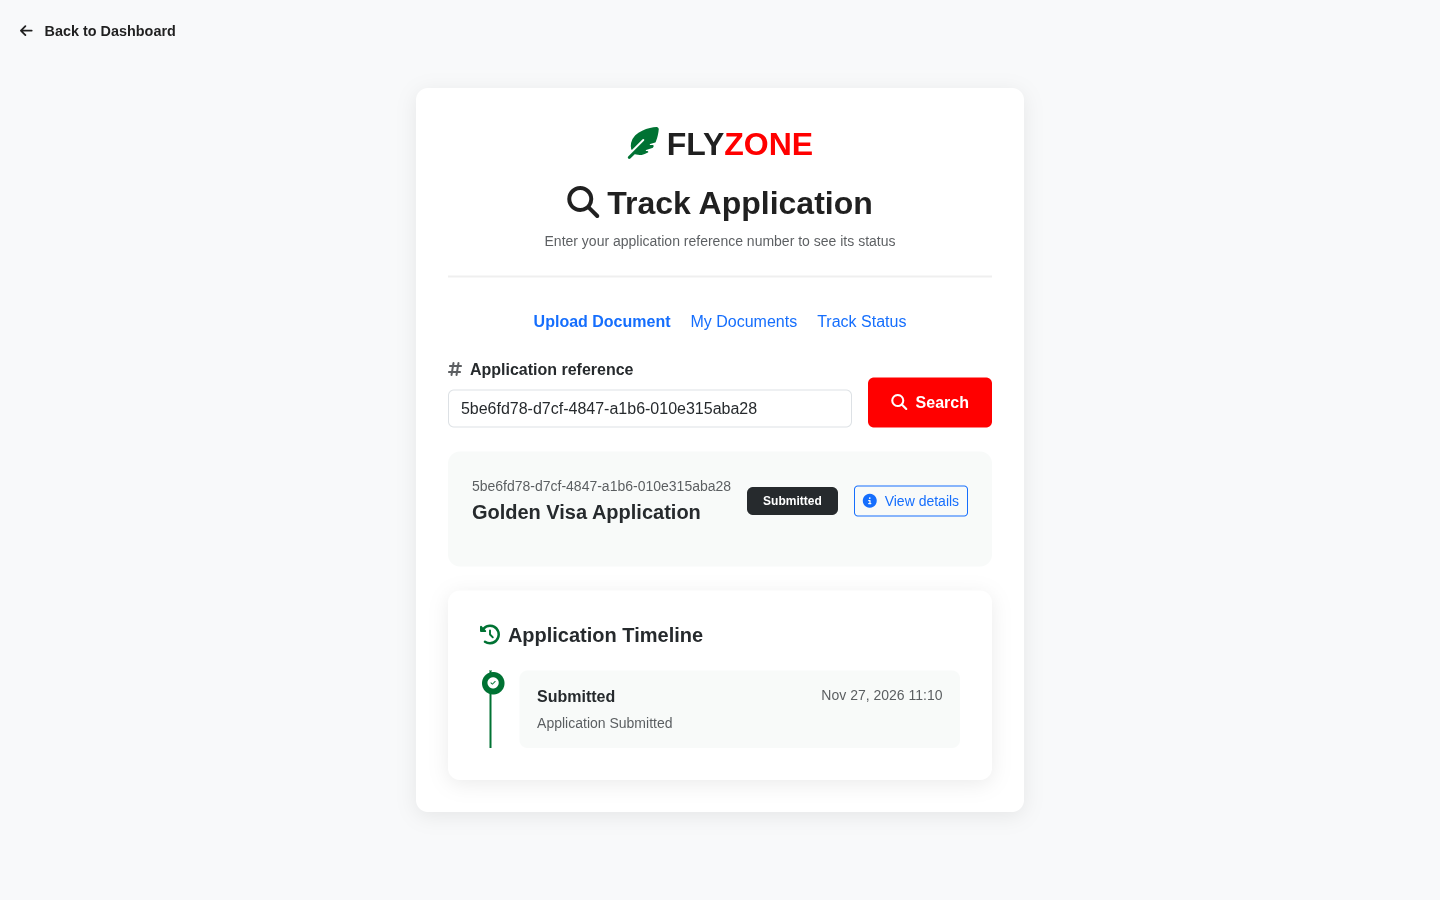 Back to Dashboard
FLYZONE
Track Application
Enter your application reference number to see its status
Upload Document My Documents Track Status
Application reference
5be6fd78-d7cf-4847-a1b6-010e315aba28
Search
5be6fd78-d7cf-4847-a1b6-010e315aba28
Golden Visa Application
Submitted
View details
Application Timeline
Submitted Nov 27, 2026 11:10
Application Submitted